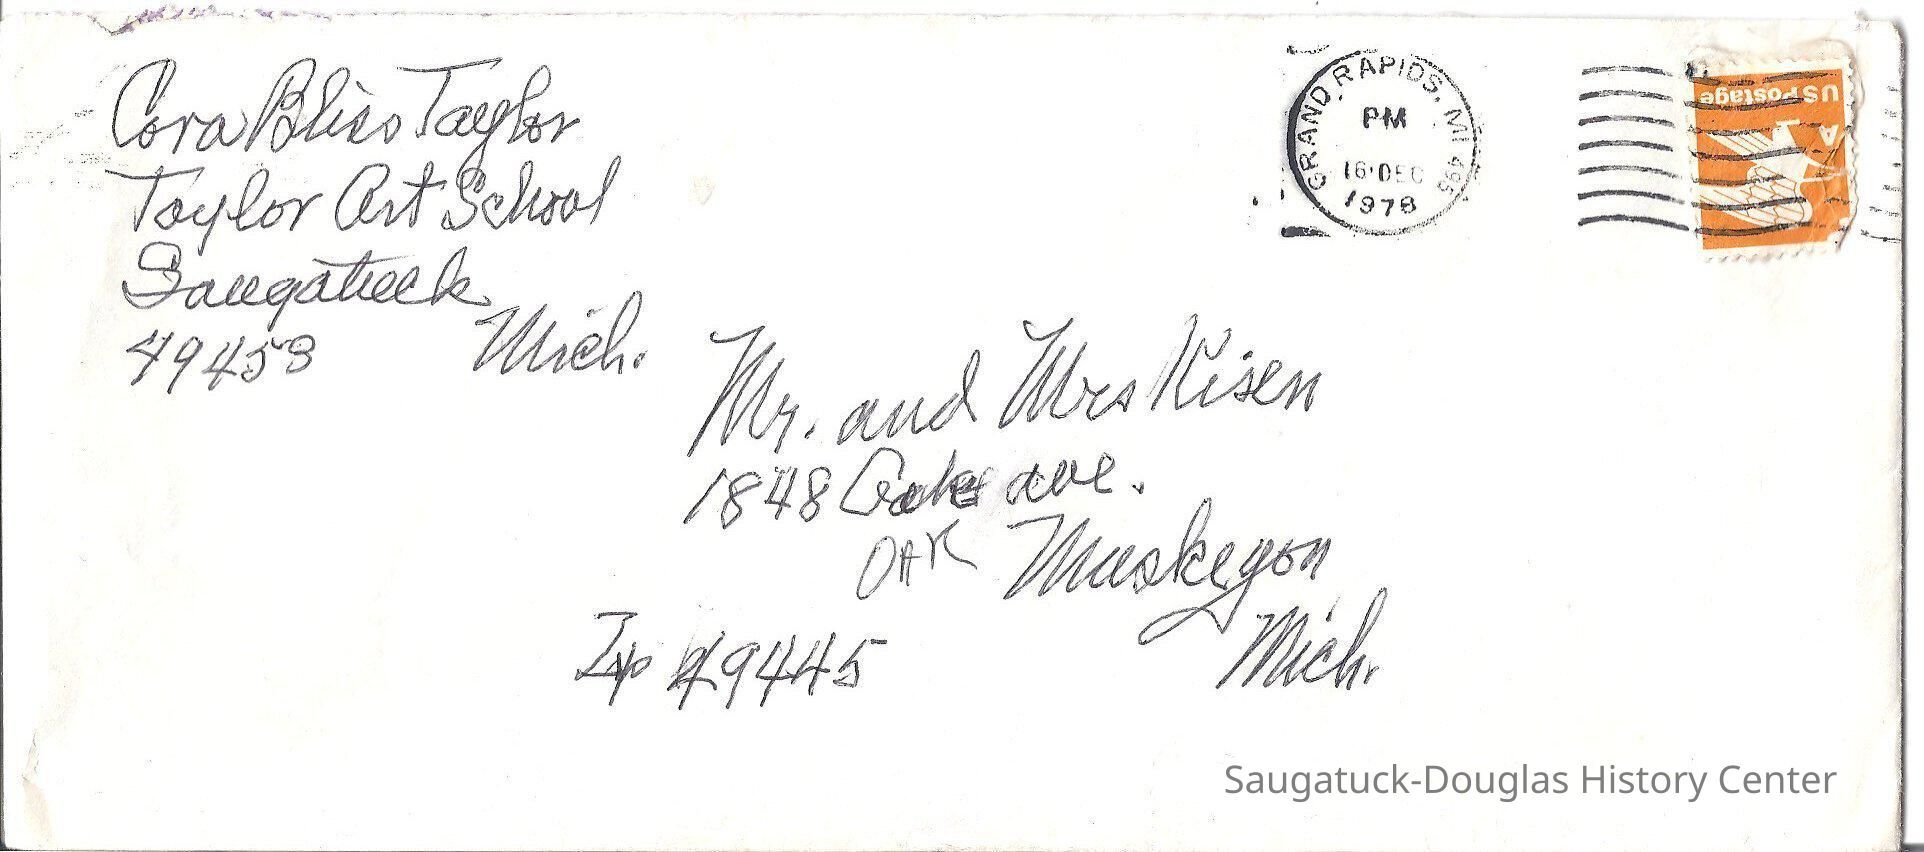 Cora Bliss Taylor
Taylor Art School
Saugatuck
49453 Mich.
GRAND RAPIDS, MI 495
PM
16 DEC
1978
US Postage
A
Mr. and Mrs Kisen
1848 ave.
OAK Muskegon
Mich.
Zip 49445
Saugatuck-Douglas History Center